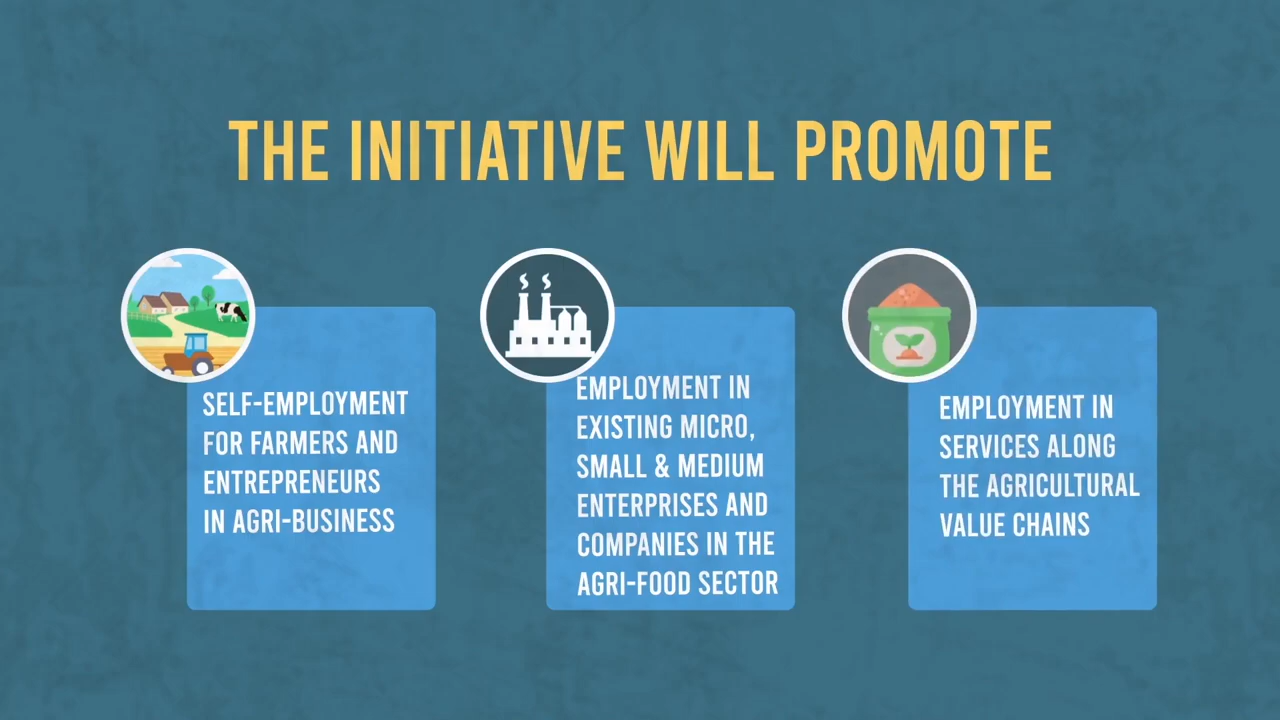 THE INITIATIVE WILL PROMOTE
SELF-EMPLOYMENT
FOR FARMERS AND
ENTREPRENEURS
IN AGRI-BUSINESS
EMPLOYMENT IN
EXISTING MICRO,
SMALL & MEDIUM
ENTERPRISES AND
COMPANIES IN THE
AGRI-FOOD SECTOR
EMPLOYMENT IN
SERVICES ALONG
THE AGRICULTURAL
VALUE CHAINS